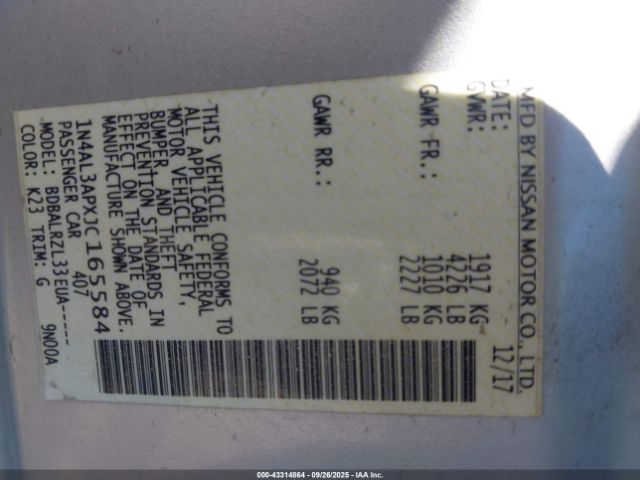 MFD BY NISSAN MOTOR CO., LTD.
DATE: 12/17
GVWR: 1917 KG
4226 LB
GAWR FR.: 1010 KG
2227 LB
GAWR RR.: 940 KG
2072 LB
THIS VEHICLE CONFORMS TO
ALL APPLICABLE FEDERAL
MOTOR VEHICLE SAFETY,
BUMPER, AND THEFT
PREVENTION STANDARDS IN
EFFECT ON THE DATE OF
MANUFACTURE SHOWN ABOVE.
1N4AL3APXJC165584
PASSENGER CAR 407
MODEL: BDBALRZL33EUA-----
COLOR: K23 TRIM: G 9N00A
000-43314864 | 09/26/2025 | IAA Inc.